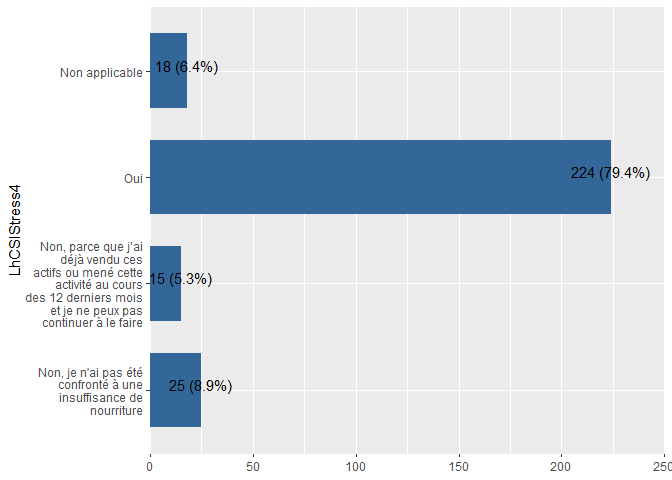 LhCSIStress4
Non applicable
18 (6.4%)
Oui
224 (79.4%)
Non, parce que j’ai
déjà vendu ces
actifs ou mené cette
activité au cours
des 12 derniers mois
et je ne peux pas
continuer à le faire
15 (5.3%)
Non, je n'ai pas été
confronté à une
insuffisance de
nourriture
25 (8.9%)
0 50 100 150 200 250